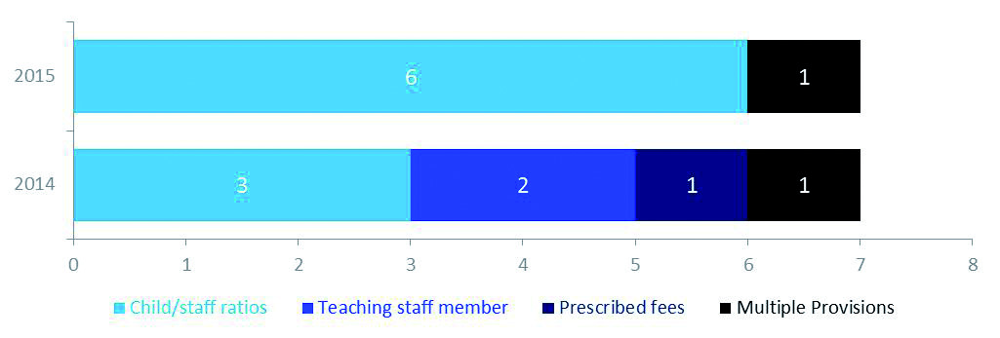 2015 6 1
2014 3 2 1 1
0 1 2 3 4 5 6 7 8
Child/staff ratios Teaching staff member Prescribed fees Multiple Provisions